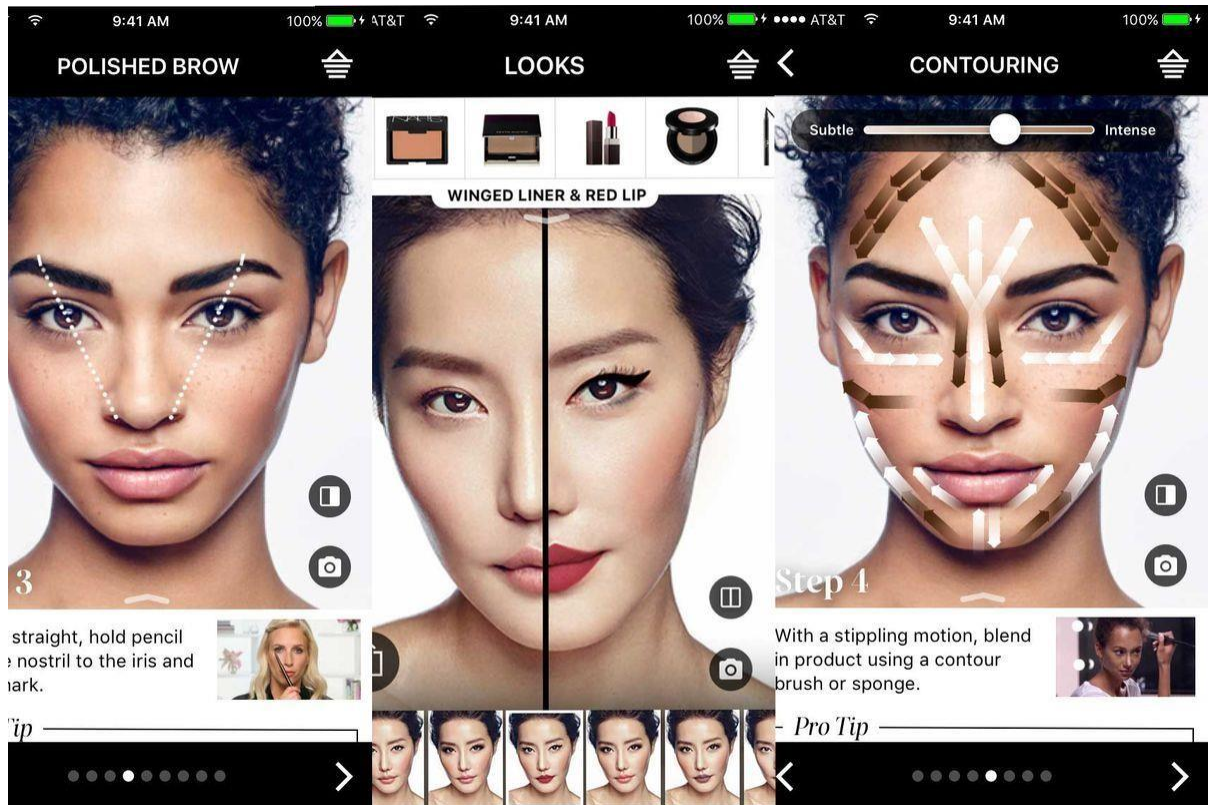 9:41 AM
100%
POLISHED BROW
3
straight, hold pencil
nostril to the iris and
Tip
AT&T
9:41 AM
100%
LOOKS
NARS
WINGED LINER & RED LIP
AT&T
9:41 AM
100%
CONTOURING
Subtle
Intense
Step 4
With a stippling motion, blend
in product using a contour
brush or sponge.
Pro Tip